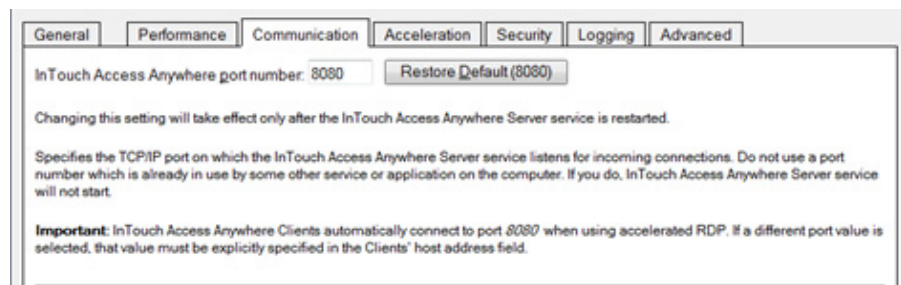 General Performance Communication Acceleration Security Logging Advanced
InTouch Access Anywhere port number: 8080 Restore Default (8080)
Changing this setting will take effect only after the InTouch Access Anywhere Server service is restarted.
Specifies the TCP/IP port on which the InTouch Access Anywhere Server service listens for incoming connections. Do not use a port
number which is already in use by some other service or application on the computer. If you do, InTouch Access Anywhere Server service
will not start.
Important: InTouch Access Anywhere Clients automatically connect to port 8080 when using accelerated RDP. If a different port value is
selected, that value must be explicitly specified in the Clients' host address field.